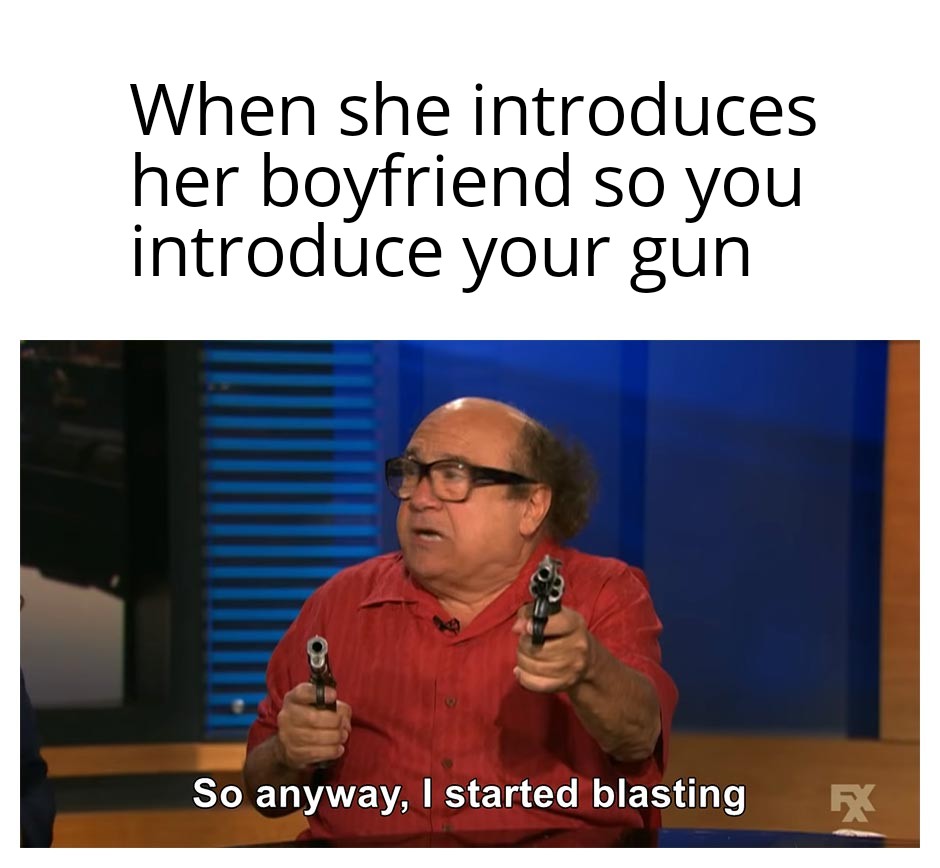 When she introduces
her boyfriend so you
introduce your gun
So anyway, I started blasting
FX